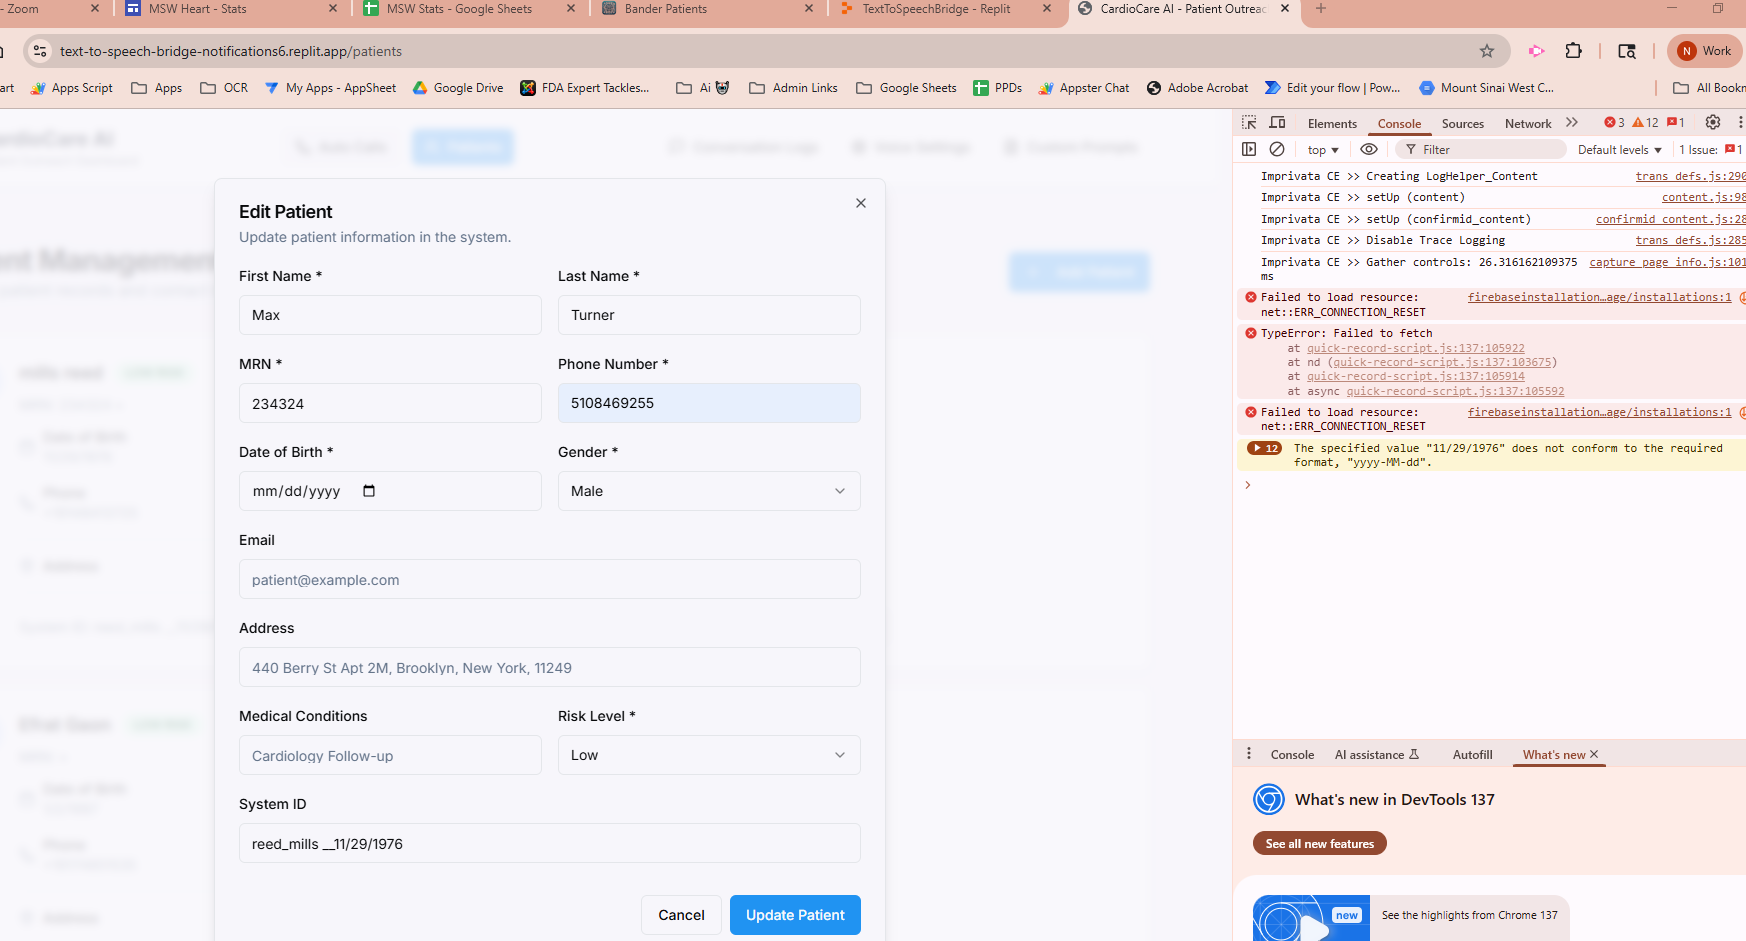 - Zoom
MSW Heart - Stats
MSW Stats - Google Sheets
Bander Patients
TextToSpeechBridge - Replit
CardioCare AI - Patient Outreac
text-to-speech-bridge-notifications6.replit.app/patients
N Work
art
Apps Script
Apps
OCR
My Apps - AppSheet
Google Drive
FDA Expert Tackles...
Ai
Admin Links
Google Sheets
PPDs
Appster Chat
Adobe Acrobat
Edit your flow | Pow...
Mount Sinai West C...
All Bookm
Edit Patient
Update patient information in the system.
First Name *
Last Name *
Max
Turner
MRN *
Phone Number *
234324
5108469255
Date of Birth *
Gender *
mm/dd/yyyy
Male
Email
patient@example.com
Address
440 Berry St Apt 2M, Brooklyn, New York, 11249
Medical Conditions
Risk Level *
Cardiology Follow-up
Low
System ID
reed_mills __11/29/1976
Cancel
Update Patient
Elements
Console
Sources
Network
3
12
1
top
Filter
Default levels
1 Issue: 1
Imprivata CE >> Creating LogHelper_Content trans defs.js:290
Imprivata CE >> setUp (content) content.js:98
Imprivata CE >> setUp (confirmid_content) confirmid content.js:28
Imprivata CE >> Disable Trace Logging trans defs.js:285
Imprivata CE >> Gather controls: 26.316162109375 capture page info.js:101
ms
Failed to load resource: firebaseinstallation…age/installations:1
net::ERR_CONNECTION_RESET
TypeError: Failed to fetch
at quick-record-script.js:137:105922
at nd (quick-record-script.js:137:103675)
at quick-record-script.js:137:105914
at async quick-record-script.js:137:105592
Failed to load resource: firebaseinstallation…age/installations:1
net::ERR_CONNECTION_RESET
12 The specified value "11/29/1976" does not conform to the required
format, "yyyy-MM-dd".
Console
AI assistance
Autofill
What's new
What's new in DevTools 137
See all new features
new
See the highlights from Chrome 137